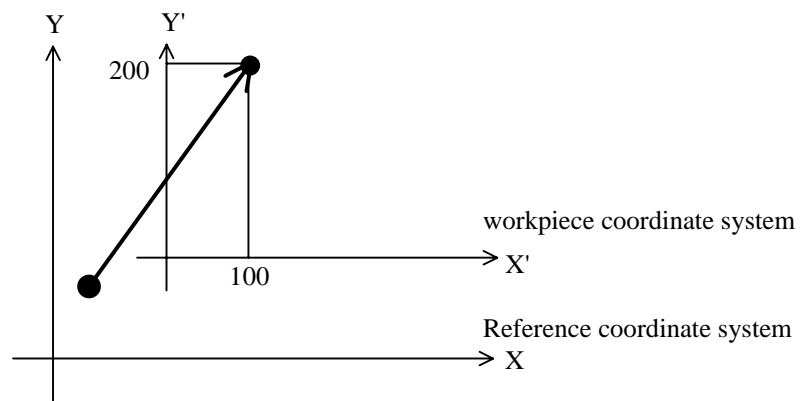 Y
Y'
200
workpiece coordinate system
X'
100
Reference coordinate system
X